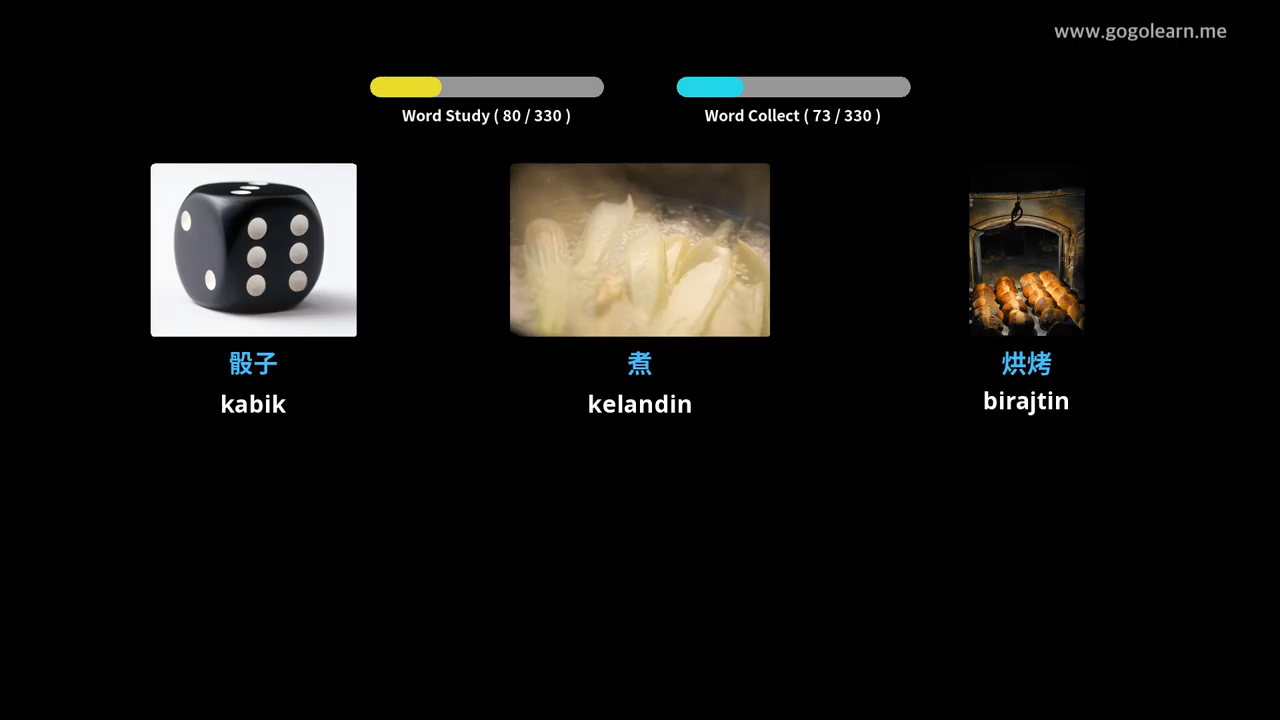 www.gogolearn.me
Word Study ( 80 / 330 )
Word Collect ( 73 / 330 )
骰子
煮
烘烤
kabik
kelandin
birajtin